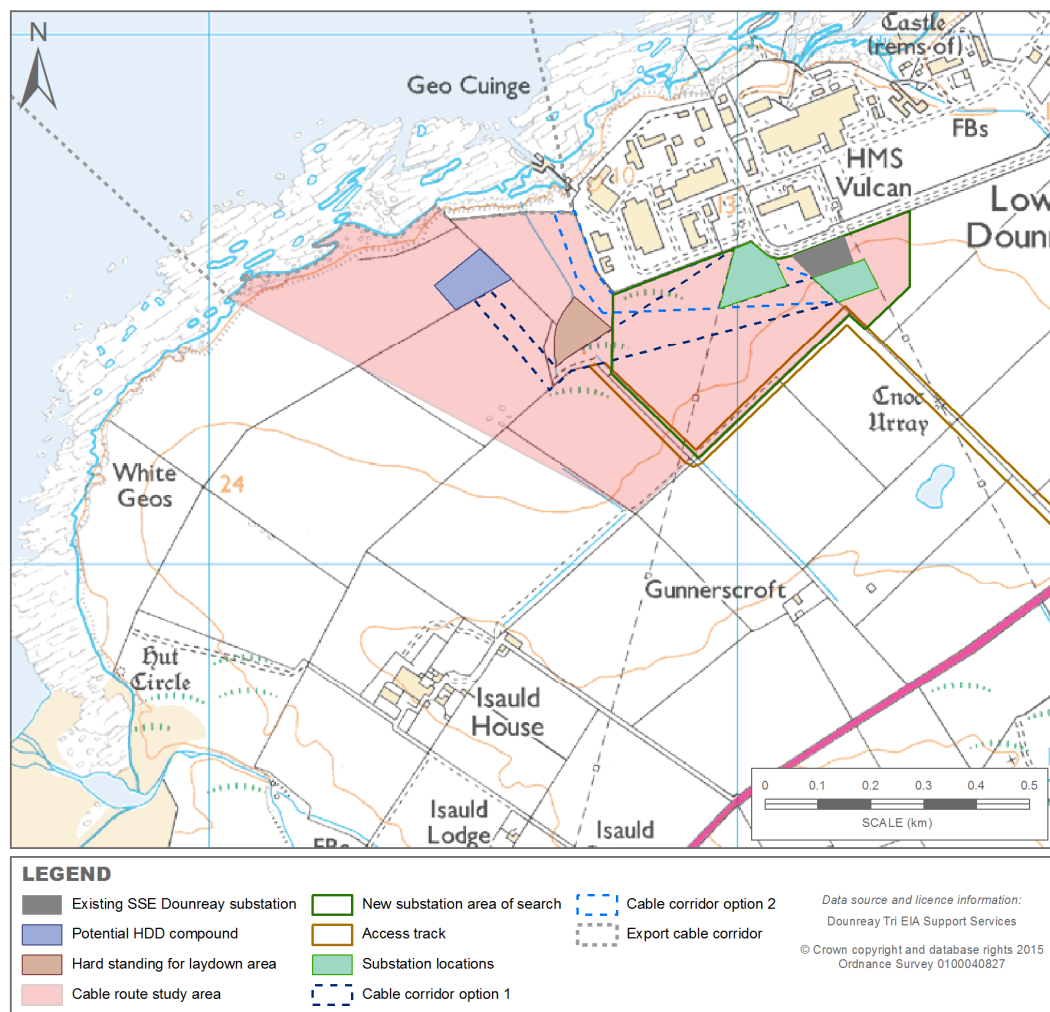 N
Geo Cuinge
Castle
(rems of)
FBs
HMS
Vulcan
10
13
White
Geos
24
Cnoc
Urray
Gunnerscroft
Hut
Circle
Isauld
House
Isauld
Lodge
Isauld
0 0.1 0.2 0.3 0.4 0.5
SCALE (km)
LEGEND
Existing SSE Dounreay substation
Potential HDD compound
Hard standing for laydown area
Cable route study area
New substation area of search
Access track
Substation locations
Cable corridor option 1
Cable corridor option 2
Export cable corridor
Data source and licence information:
Dounreay Tri EIA Support Services
© Crown copyright and database rights 2015
Ordnance Survey 0100040827